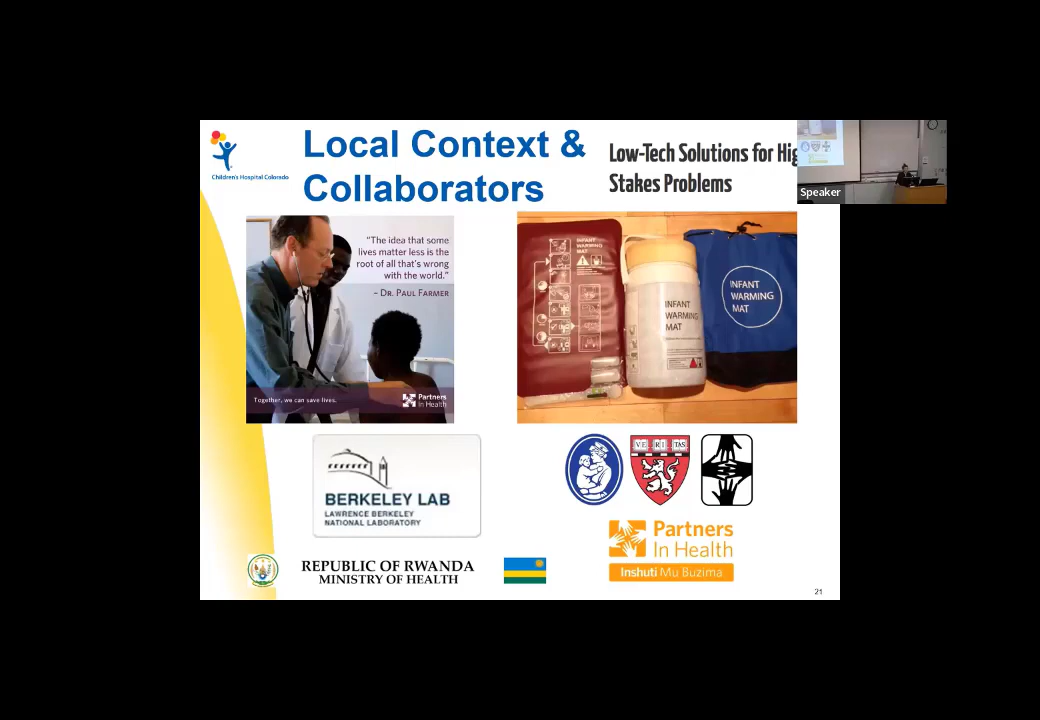 Children's Hospital Colorado
Local Context &
Collaborators
Low-Tech Solutions for Hig
Stakes Problems
Speaker
"The idea that some
lives matter less is the
root of all that's wrong
with the world."
– DR. PAUL FARMER
Together, we can save lives.
Partners
In Health
INFANT
WARMING
MAT
INFANT
WARMING
MAT
INFANT
WARMING
MAT
BERKELEY LAB
LAWRENCE BERKELEY
NATIONAL LABORATORY
VE RI TAS
Partners
In Health
Inshuti Mu Buzima
REPUBLIC OF RWANDA
MINISTRY OF HEALTH
21